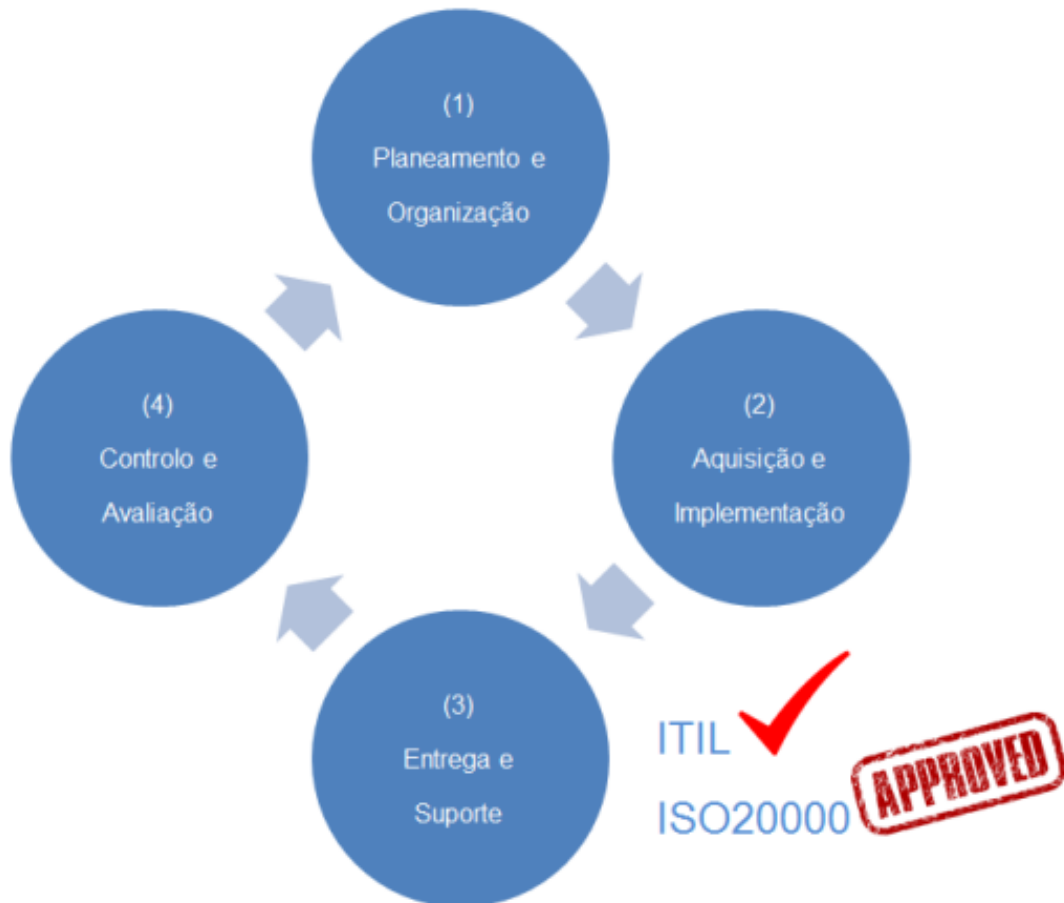 (1)
Planeamento e
Organização
(4)
Controlo e
Avaliação
(2)
Aquisição e
Implementação
(3)
Entrega e
Suporte
ITIL
APPROVED
ISO20000